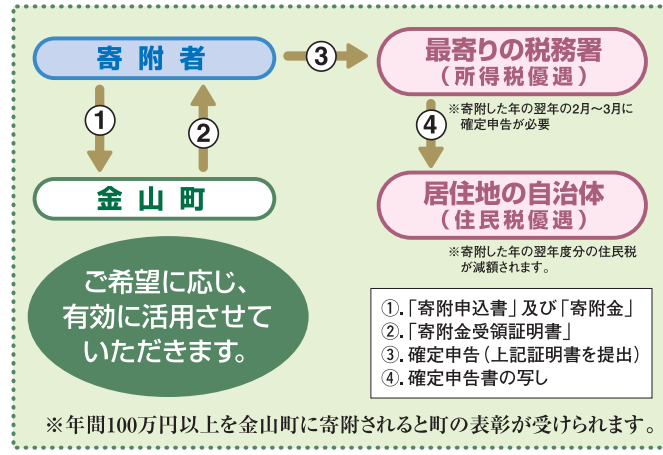 寄附者
③
最寄りの税務署
（所得税優遇）
※寄附した年の翌年の2月～3月に
確定申告が必要
①
②
④
金山町
居住地の自治体
（住民税優遇）
※寄附した年の翌年度分の住民税
が減額されます。
ご希望に応じ、
有効に活用させて
いただきます。
①.「寄附申込書」及び「寄附金」
②.「寄附金受領証明書」
③.確定申告（上記証明書を提出）
④.確定申告書の写し
※年間100万円以上を金山町に寄附されると町の表彰が受けられます。